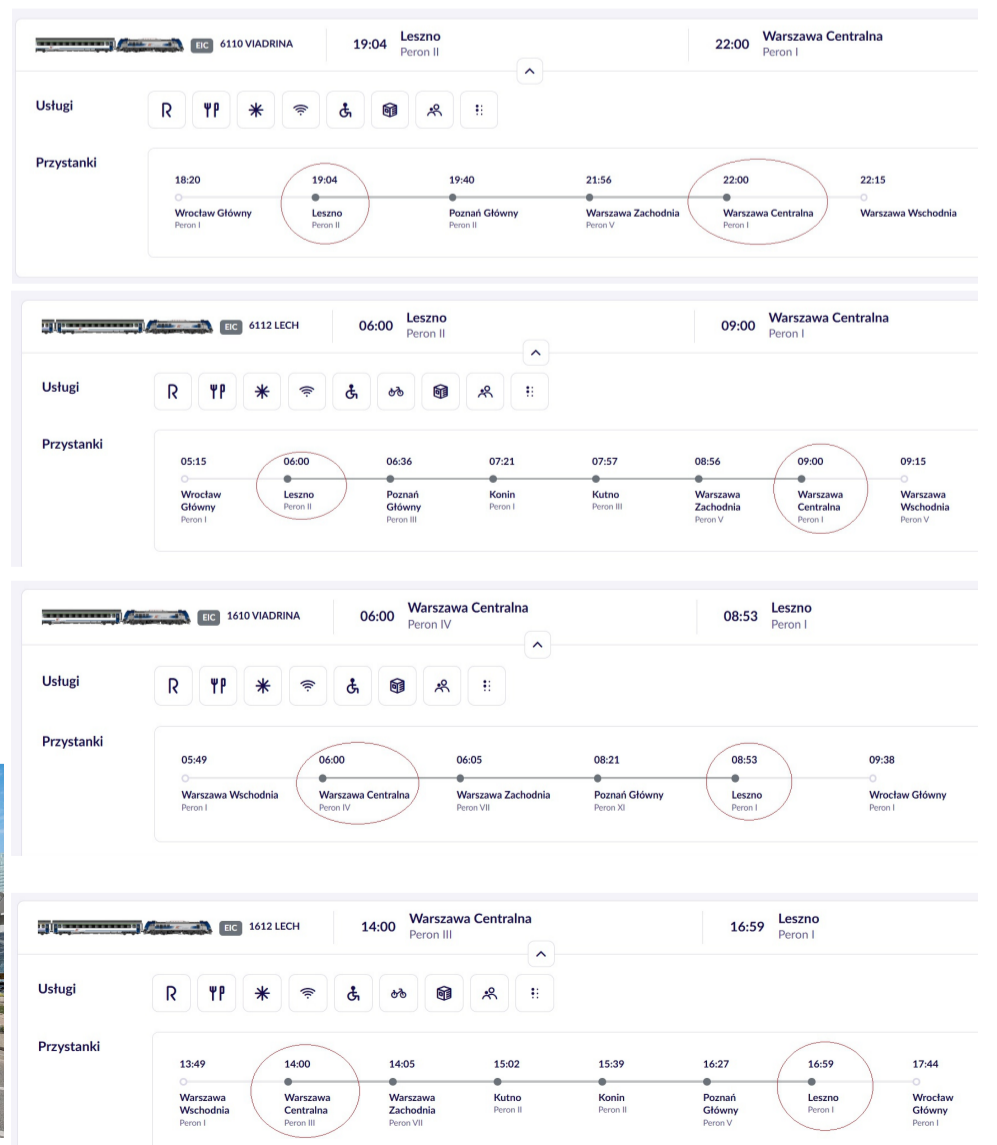 EIC 6110 VIADRINA 19:04 Leszno 22:00 Warszawa Centralna
Peron II Peron I
Usługi
Przystanki
18:20 19:04 19:40 21:56 22:00 22:15
Wrocław Główny Leszno Poznań Główny Warszawa Zachodnia Warszawa Centralna Warszawa Wschodnia
Peron I Peron II Peron II Peron V Peron I
EIC 6112 LECH 06:00 Leszno 09:00 Warszawa Centralna
Peron II Peron I
Usługi
Przystanki
05:15 06:00 06:36 07:21 07:57 08:56 09:00 09:15
Wrocław Leszno Poznań Konin Kutno Warszawa Warszawa Warszawa
Główny Peron II Główny Peron I Peron III Zachodnia Centralna Wschodnia
Peron I Peron III Peron V Peron I Peron V
EIC 1610 VIADRINA 06:00 Warszawa Centralna 08:53 Leszno
Peron IV Peron I
Usługi
Przystanki
05:49 06:00 06:05 08:21 08:53 09:38
Warszawa Wschodnia Warszawa Centralna Warszawa Zachodnia Poznań Główny Leszno Wrocław Główny
Peron I Peron IV Peron VII Peron XI Peron I Peron I
EIC 1612 LECH 14:00 Warszawa Centralna 16:59 Leszno
Peron III Peron I
Usługi
Przystanki
13:49 14:00 14:05 15:02 15:39 16:27 16:59 17:44
Warszawa Warszawa Warszawa Kutno Konin Poznań Leszno Wrocław
Wschodnia Centralna Zachodnia Peron II Peron II Główny Peron I Główny
Peron I Peron III Peron VII Peron V Peron I